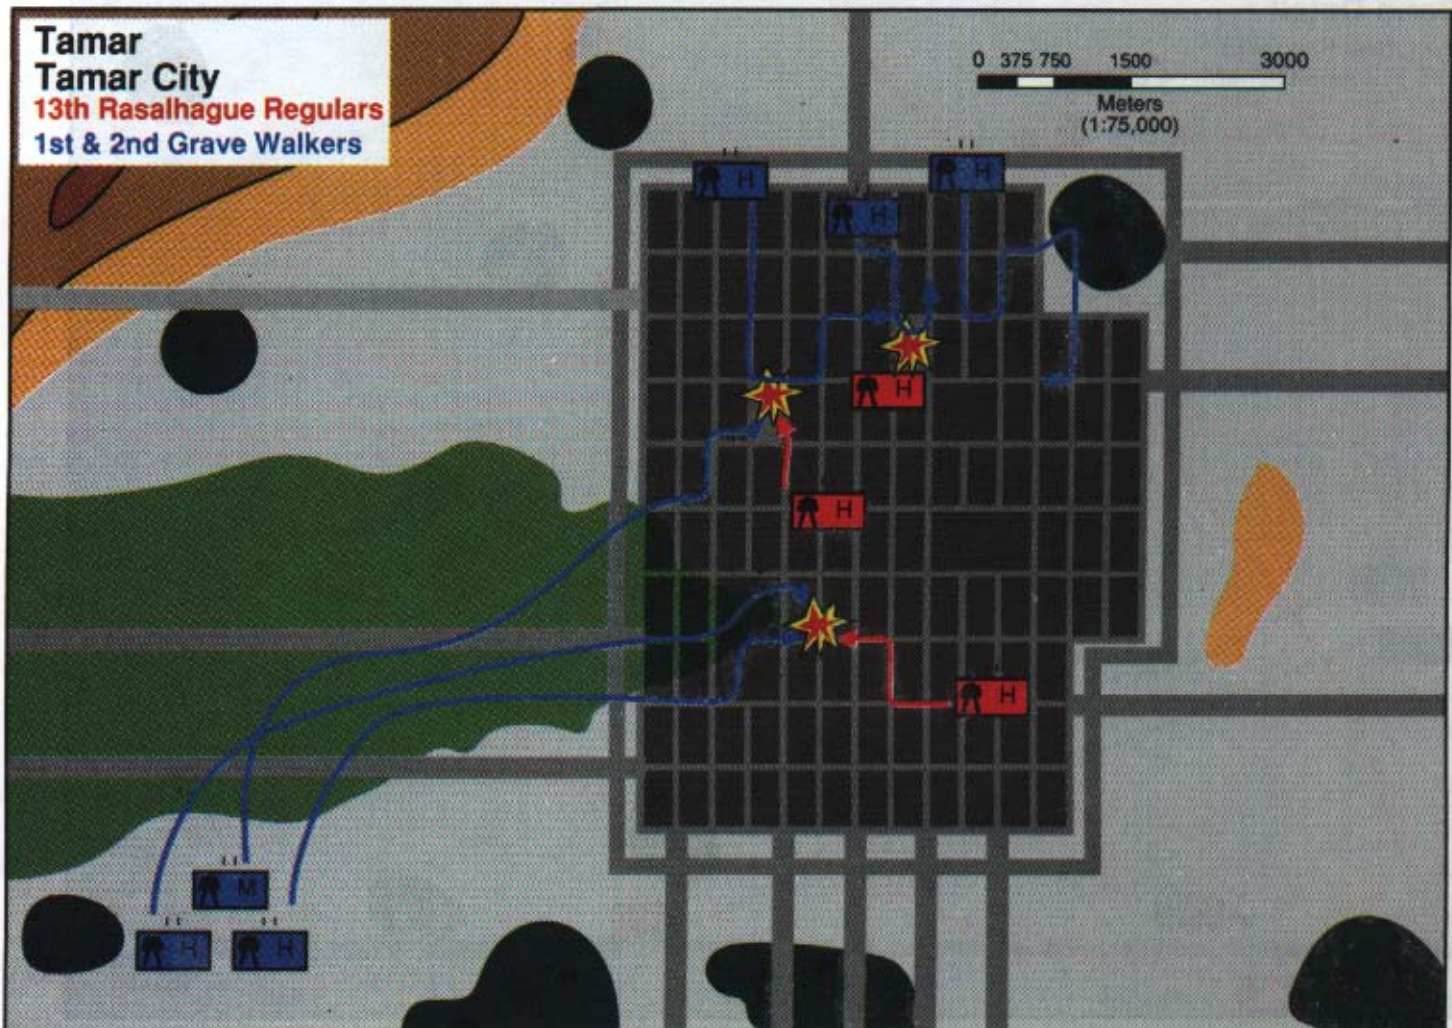 Tamar
Tamar City
13th Rasalhague Regulars
1st & 2nd Grave Walkers
0 375 750 1500 3000
Meters
(1:75,000)
H
H
H
H
H
H
M
H
H